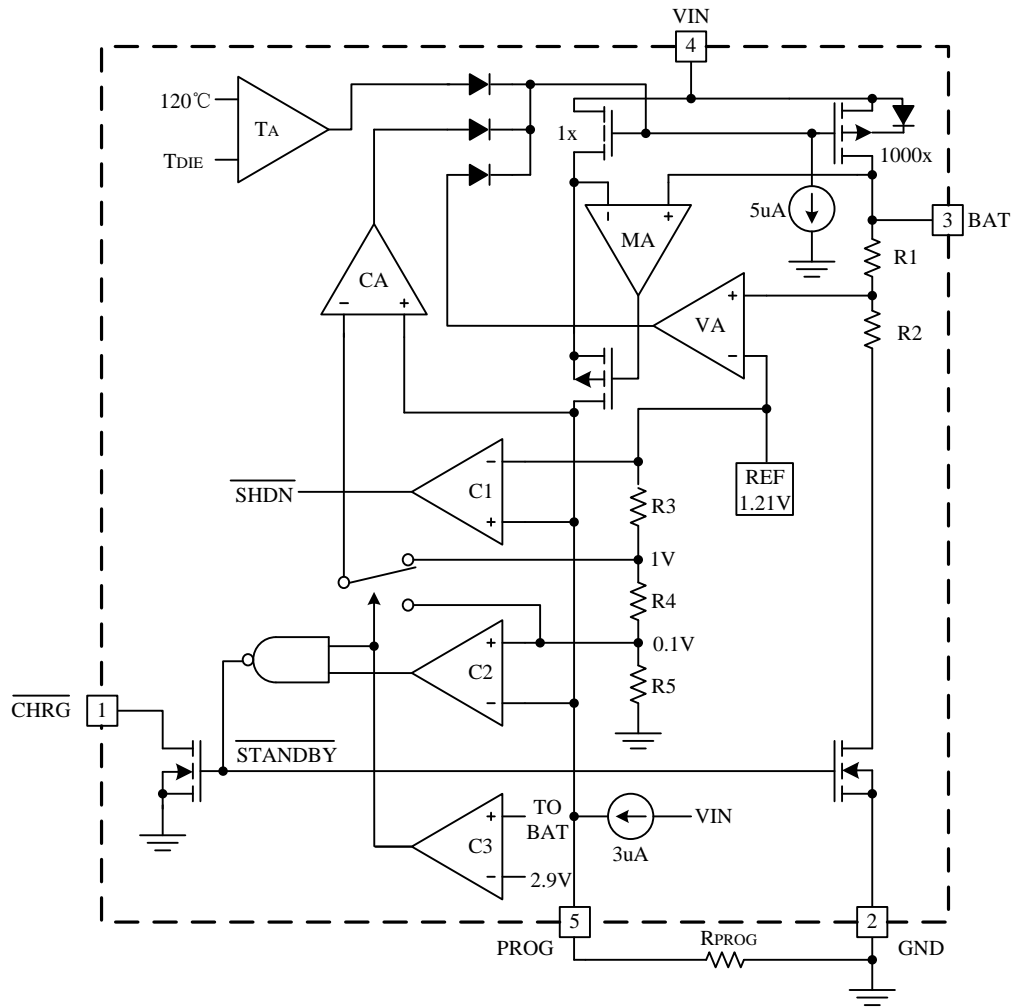 VIN
4
120℃
TDIE
TA
1x
1000x
5uA
3
BAT
MA
R1
CA
−
+
VA
+
−
R2
REF
1.21V
SHDN
C1
−
+
R3
1V
R4
0.1V
C2
+
−
R5
CHRG
1
STANDBY
C3
+
−
TO
BAT
2.9V
3uA
VIN
5
PROG
RPROG
2
GND